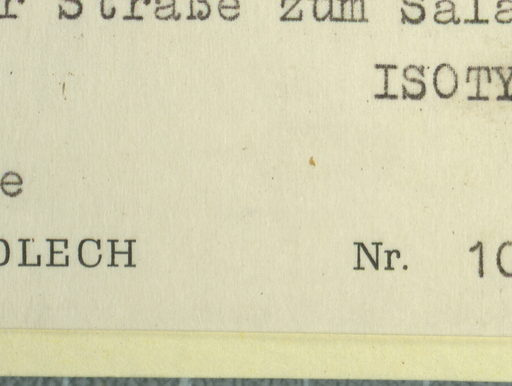 r Straße zum Sala
ISOTY
e
OLECH Nr. 10